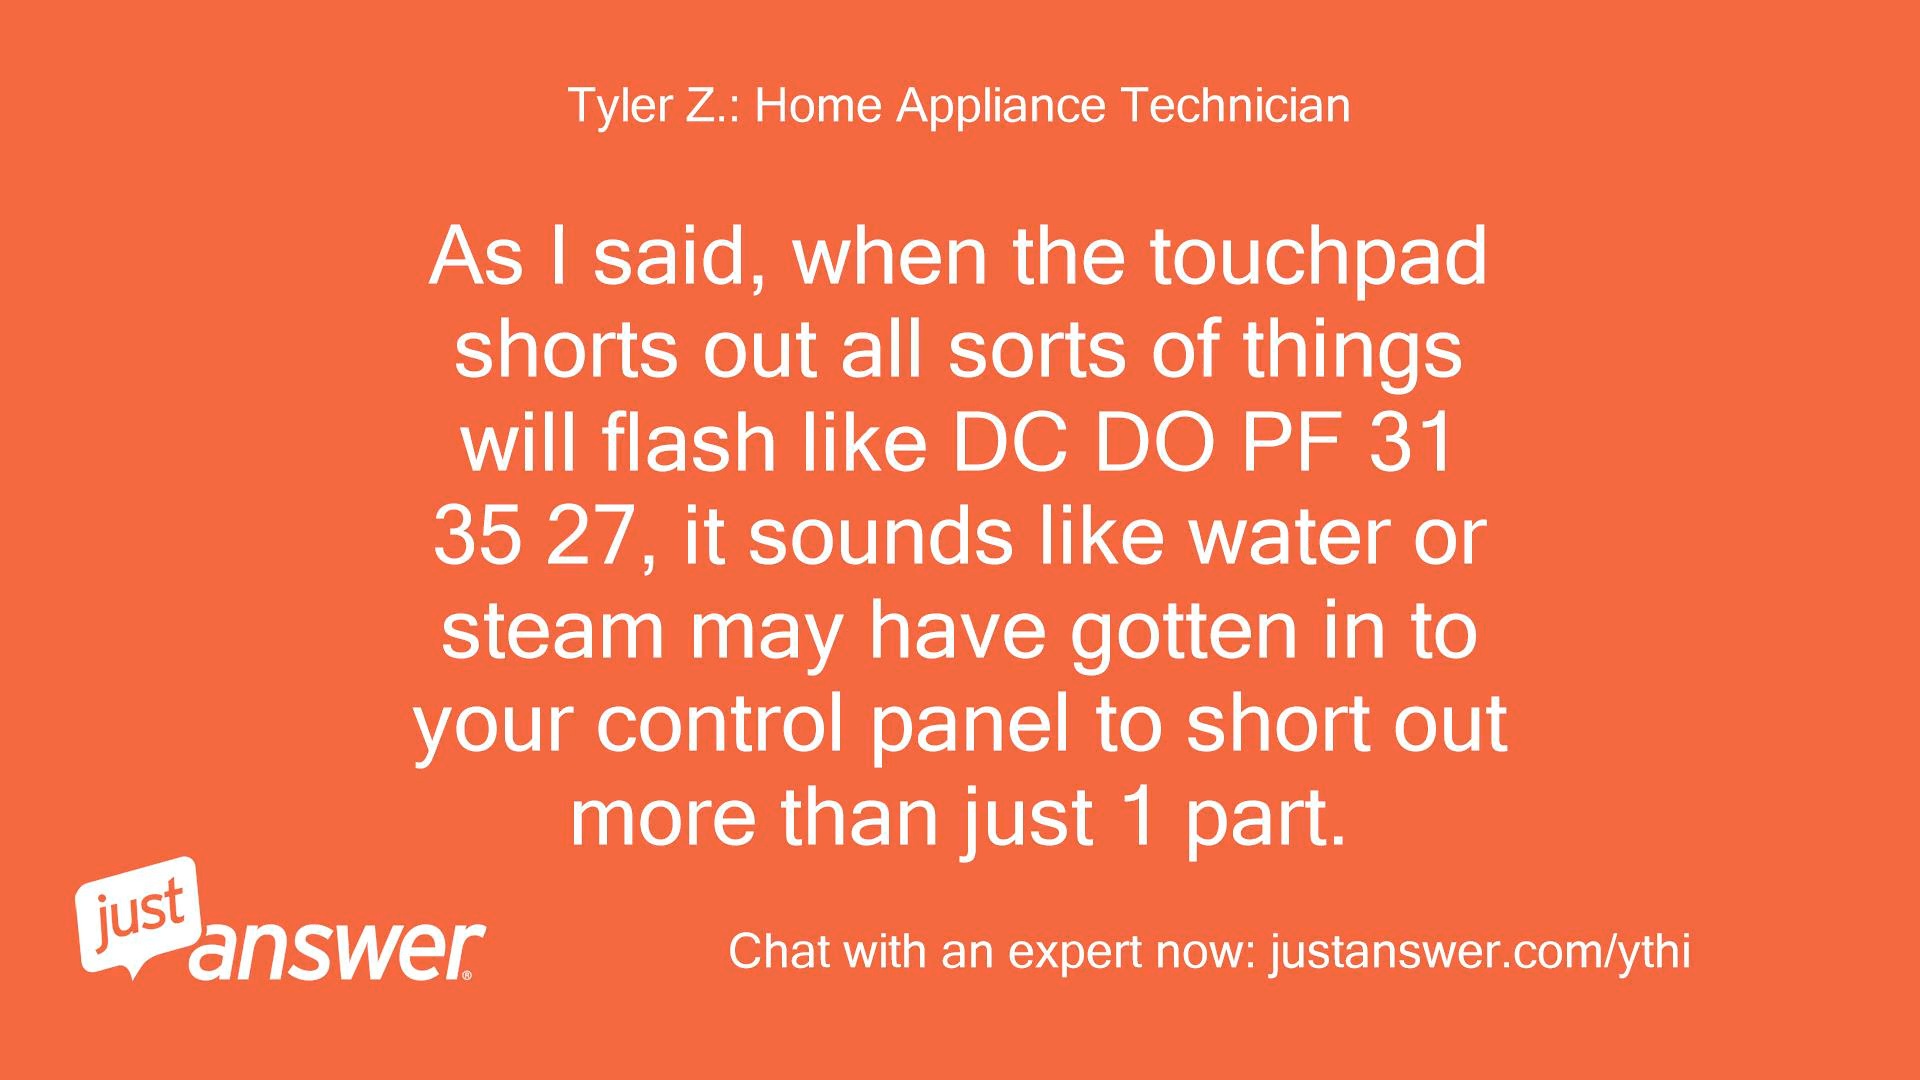 Tyler Z.: Home Appliance Technician
As I said, when the touchpad
shorts out all sorts of things
will flash like DC DO PF 31
35 27, it sounds like water or
steam may have gotten in to
your control panel to short out
more than just 1 part.
just
answer®
Chat with an expert now: justanswer.com/ythi